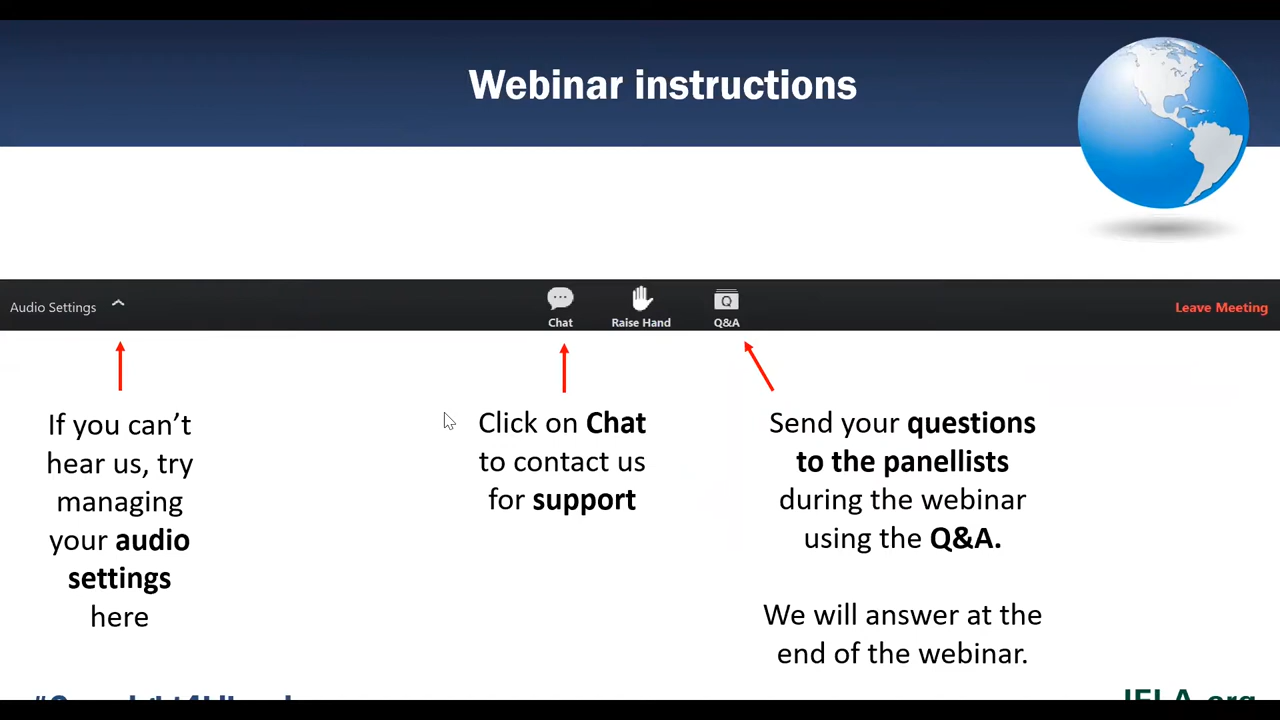 Webinar instructions
Audio Settings
Chat
Raise Hand
Q
Q&A
Leave Meeting
If you can’t
hear us, try
managing
your audio
settings
here
Click on Chat
to contact us
for support
Send your questions
to the panellists
during the webinar
using the Q&A.
We will answer at the
end of the webinar.
IFLA.org